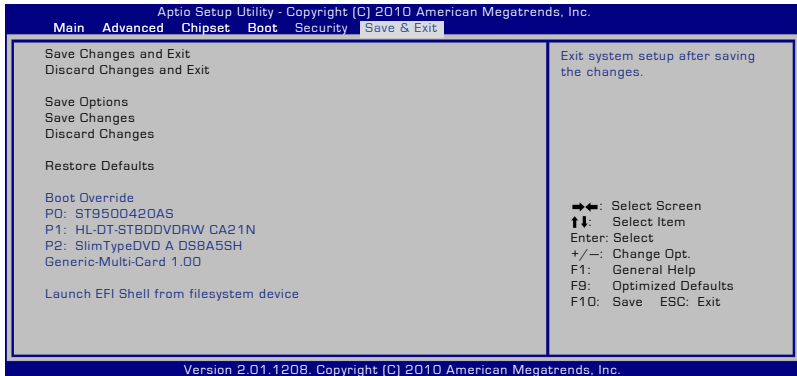 Aptio Setup Utility - Copyright (C) 2010 American Megatrends, Inc.
Main Advanced Chipset Boot Security Save & Exit
Save Changes and Exit
Discard Changes and Exit
Save Options
Save Changes
Discard Changes
Restore Defaults
Boot Override
P0: ST9500420AS
P1: HL-DT-STBDDVDRW CA21N
P2: SlimTypeDVD A DS8A5SH
Generic-Multi-Card 1.00
Launch EFI Shell from filesystem device
Exit system setup after saving
the changes.
→←: Select Screen
↑↓: Select Item
Enter: Select
+/—: Change Opt.
F1: General Help
F9: Optimized Defaults
F10: Save ESC: Exit
Version 2.01.1208. Copyright (C) 2010 American Megatrends, Inc.